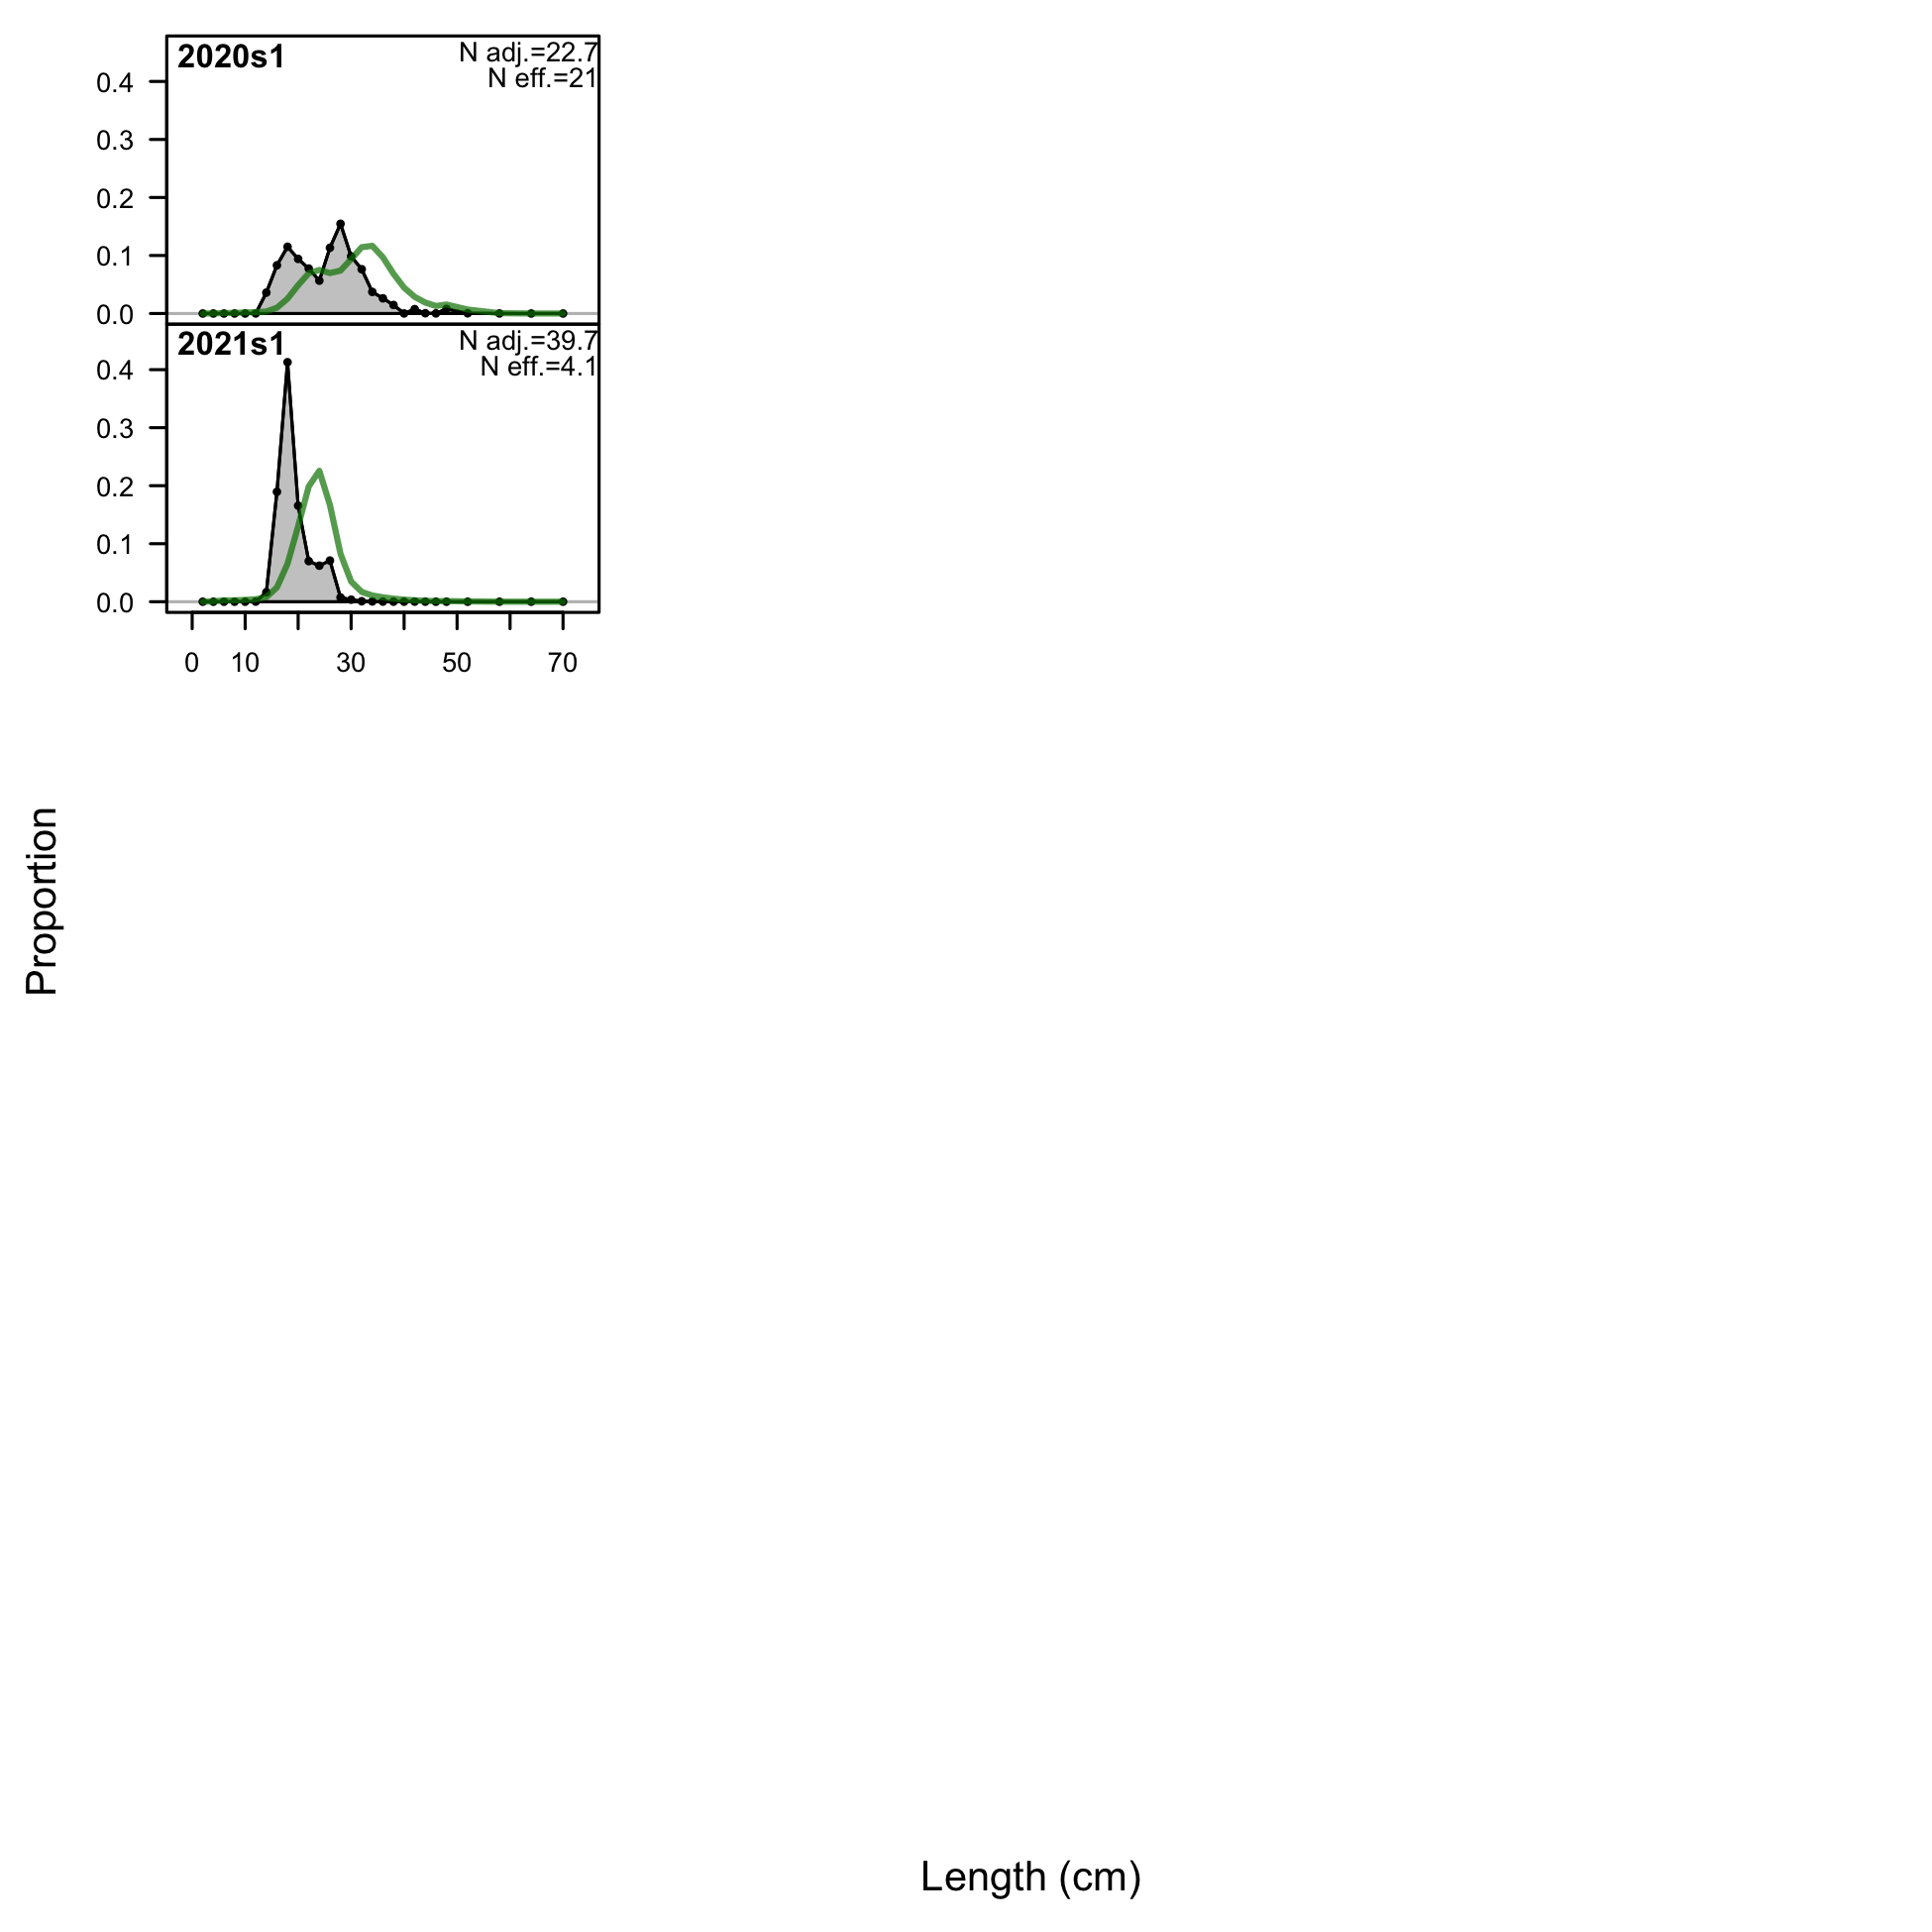 2020s1
N adj.=22.7
N eff.=21
0.4
0.3
0.2
0.1
0.0
2021s1
N adj.=39.7
N eff.=4.1
0.4
0.3
0.2
0.1
0.0
0 10 30 50 70
Proportion
Length (cm)